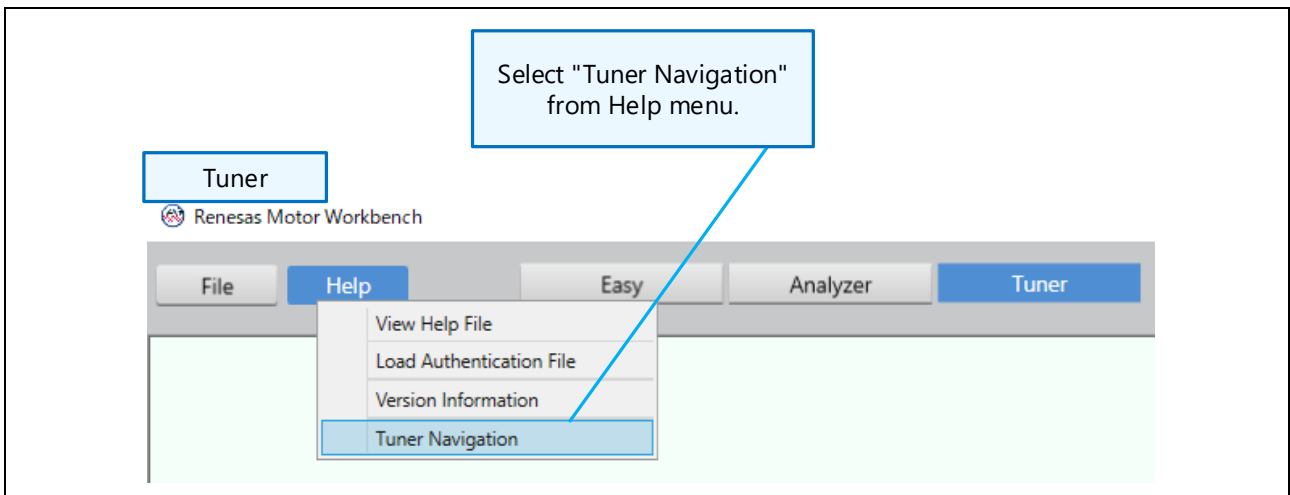 Select "Tuner Navigation"
from Help menu.
Tuner
Renesas Motor Workbench
File Help Easy Analyzer Tuner
View Help File
Load Authentication File
Version Information
Tuner Navigation